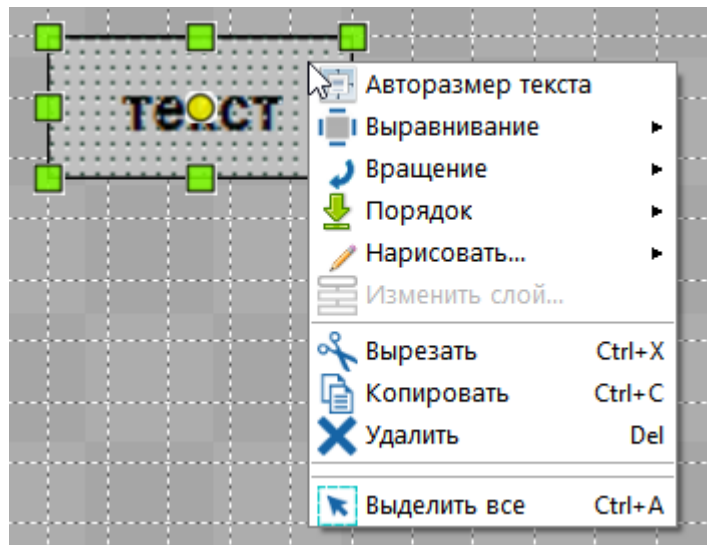 текст
Авторазмер текста
Выравнивание
Вращение
Порядок
Нарисовать...
Изменить слой...
Вырезать Ctrl+X
Копировать Ctrl+C
Удалить Del
Выделить все Ctrl+A